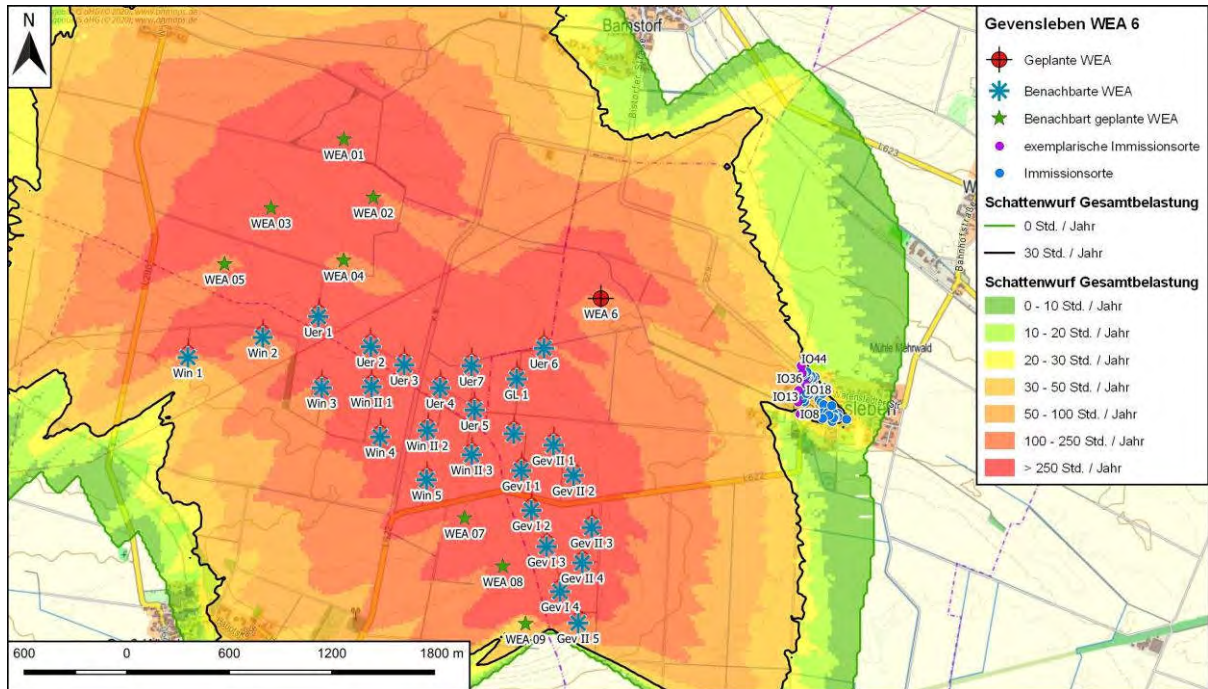 N
Gevensleben WEA 6
Geplante WEA
Benachbarte WEA
Benachbart geplante WEA
exemplarische Immissionsorte
Immissionsorte
Schattenwurf Gesamtbelastung
0 Std. / Jahr
30 Std. / Jahr
Schattenwurf Gesamtbelastung
0 - 10 Std. / Jahr
10 - 20 Std. / Jahr
20 - 30 Std. / Jahr
30 - 50 Std. / Jahr
50 - 100 Std. / Jahr
100 - 250 Std. / Jahr
> 250 Std. / Jahr
Barnstorf
L623
Bahnhofstraße
Mühle Mehrwald
WEA 01
WEA 02
WEA 03
WEA 04
WEA 05
WEA 6
Uer 1
Win 2
Win 1
Uer 2
Uer 3
Uer 7
Uer 6
Win 3
Win II 1
Uer 4
GL 1
Uer 5
Win 4
Win II 2
Win II 3
Gev II 1
Win 5
Gev I 1
Gev II 2
L622
WEA 07
Gev I 2
Gev II 3
Gev I 3
WEA 08
Gev II 4
Gev I 4
WEA 09
Gev II 5
IO44
IO36
IO18
IO13
IO8
600 0 600 1200 1800 m